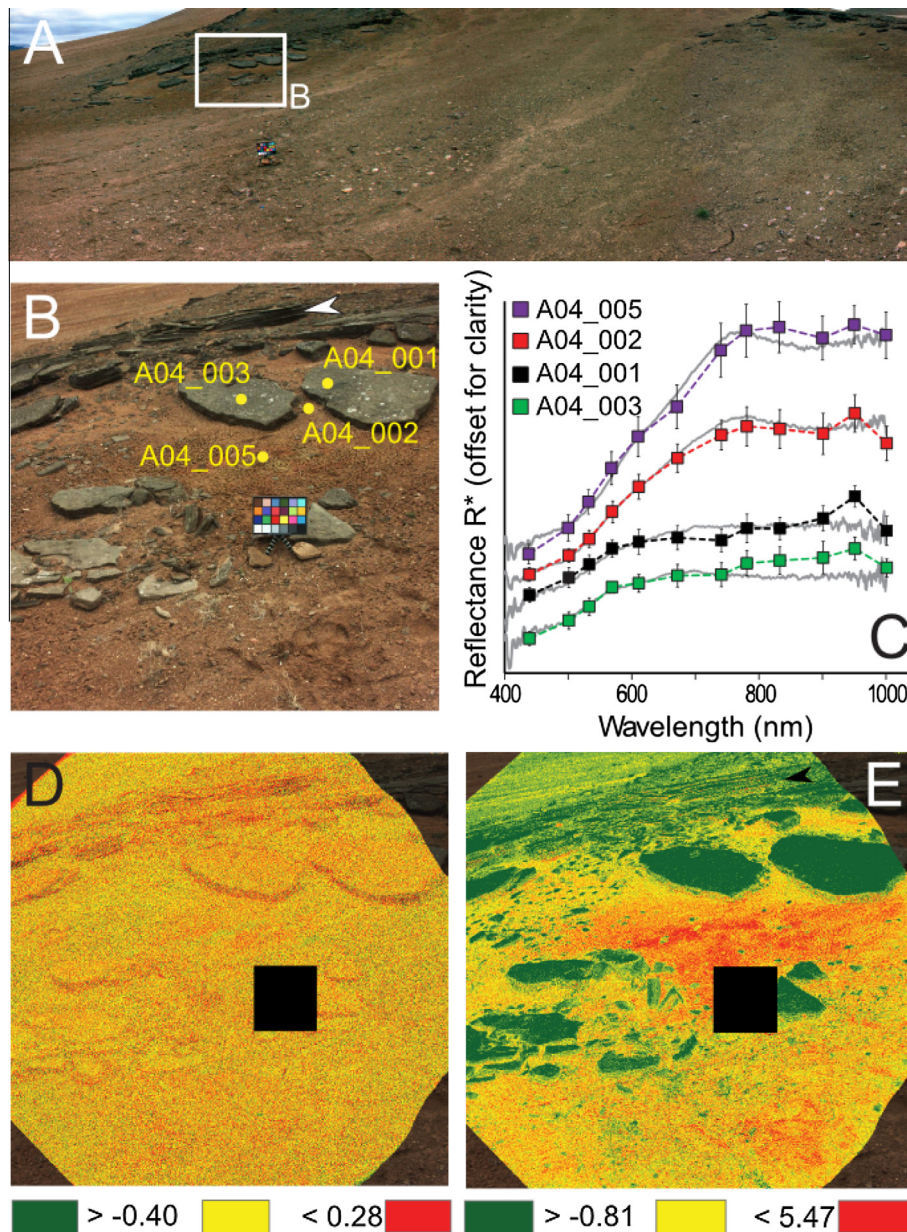 A
B
B
A04_003
A04_001
A04_002
A04_005
C
Reflectance R* (offset for clarity)
A04_005
A04_002
A04_001
A04_003
400
600
800
1000
Wavelength (nm)
D
E
> -0.40
< 0.28
> -0.81
< 5.47